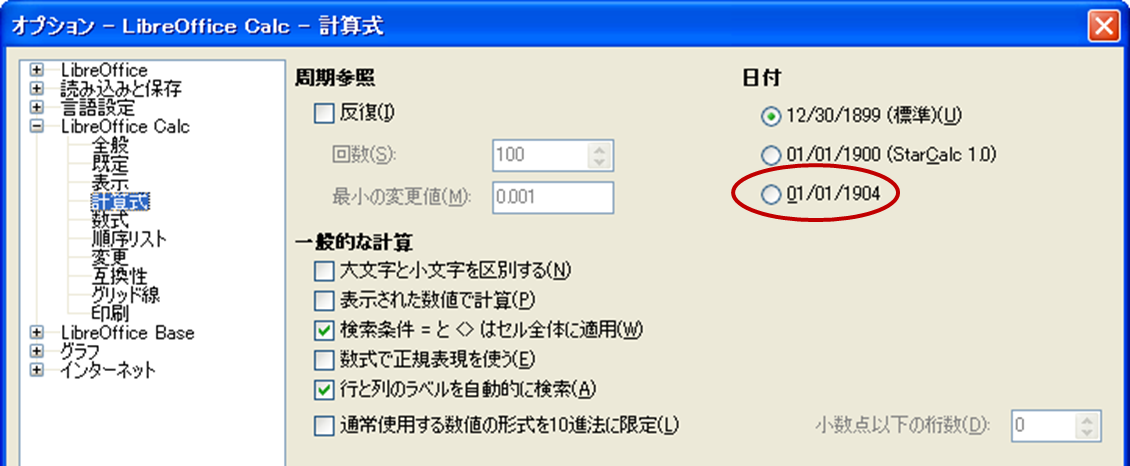 オプション - LibreOffice Calc - 計算式
LibreOffice
読み込みと保存
言語設定
LibreOffice Calc
全般
既定
表示
計算式
数式
順序リスト
変更
互換性
グリッド線
印刷
LibreOffice Base
グラフ
インターネット
周期参照
反復(I)
回数(S):
100
最小の変更値(M):
0.001
日付
12/30/1899 (標準)(U)
01/01/1900 (StarCalc 1.0)
01/01/1904
一般的な計算
大文字と小文字を区別する(N)
表示された数値で計算(P)
検索条件 = と <> はセル全体に適用(W)
数式で正規表現を使う(E)
行と列のラベルを自動的に検索(A)
通常使用する数値の形式を10進法に限定(L)
小数点以下の桁数(D):
0